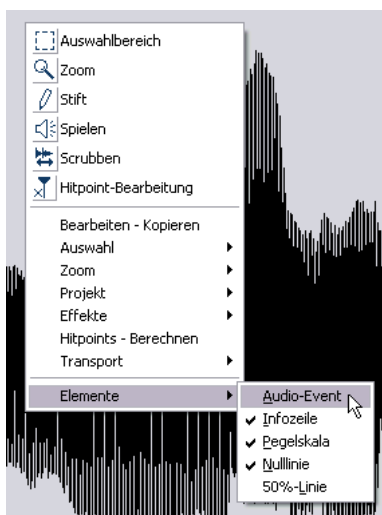 Auswahlbereich
Zoom
Stift
Spielen
Scrubben
Hitpoint-Bearbeitung
Bearbeiten - Kopieren
Auswahl
Zoom
Projekt
Effekte
Hitpoints - Berechnen
Transport
Elemente
Audio-Event
Infozeile
Pegelskala
Nulllinie
50%-Linie